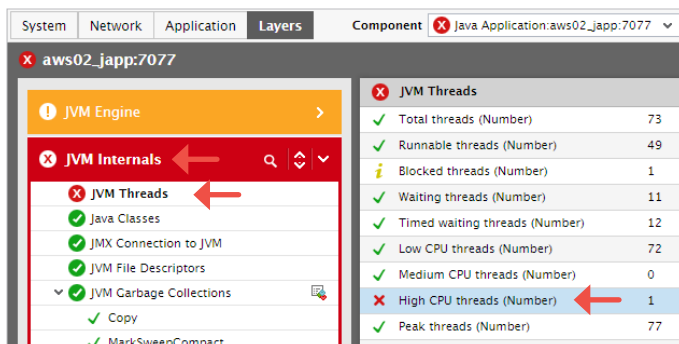 System Network Application Layers Component Java Application:aws02_japp:7077
aws02_japp:7077
JVM Engine
JVM Internals
JVM Threads
Java Classes
JMX Connection to JVM
JVM File Descriptors
JVM Garbage Collections
Copy
MarkSweepCompact
JVM Threads
Total threads (Number) 73
Runnable threads (Number) 49
Blocked threads (Number) 1
Waiting threads (Number) 11
Timed waiting threads (Number) 12
Low CPU threads (Number) 72
Medium CPU threads (Number) 0
High CPU threads (Number) 1
Peak threads (Number) 77